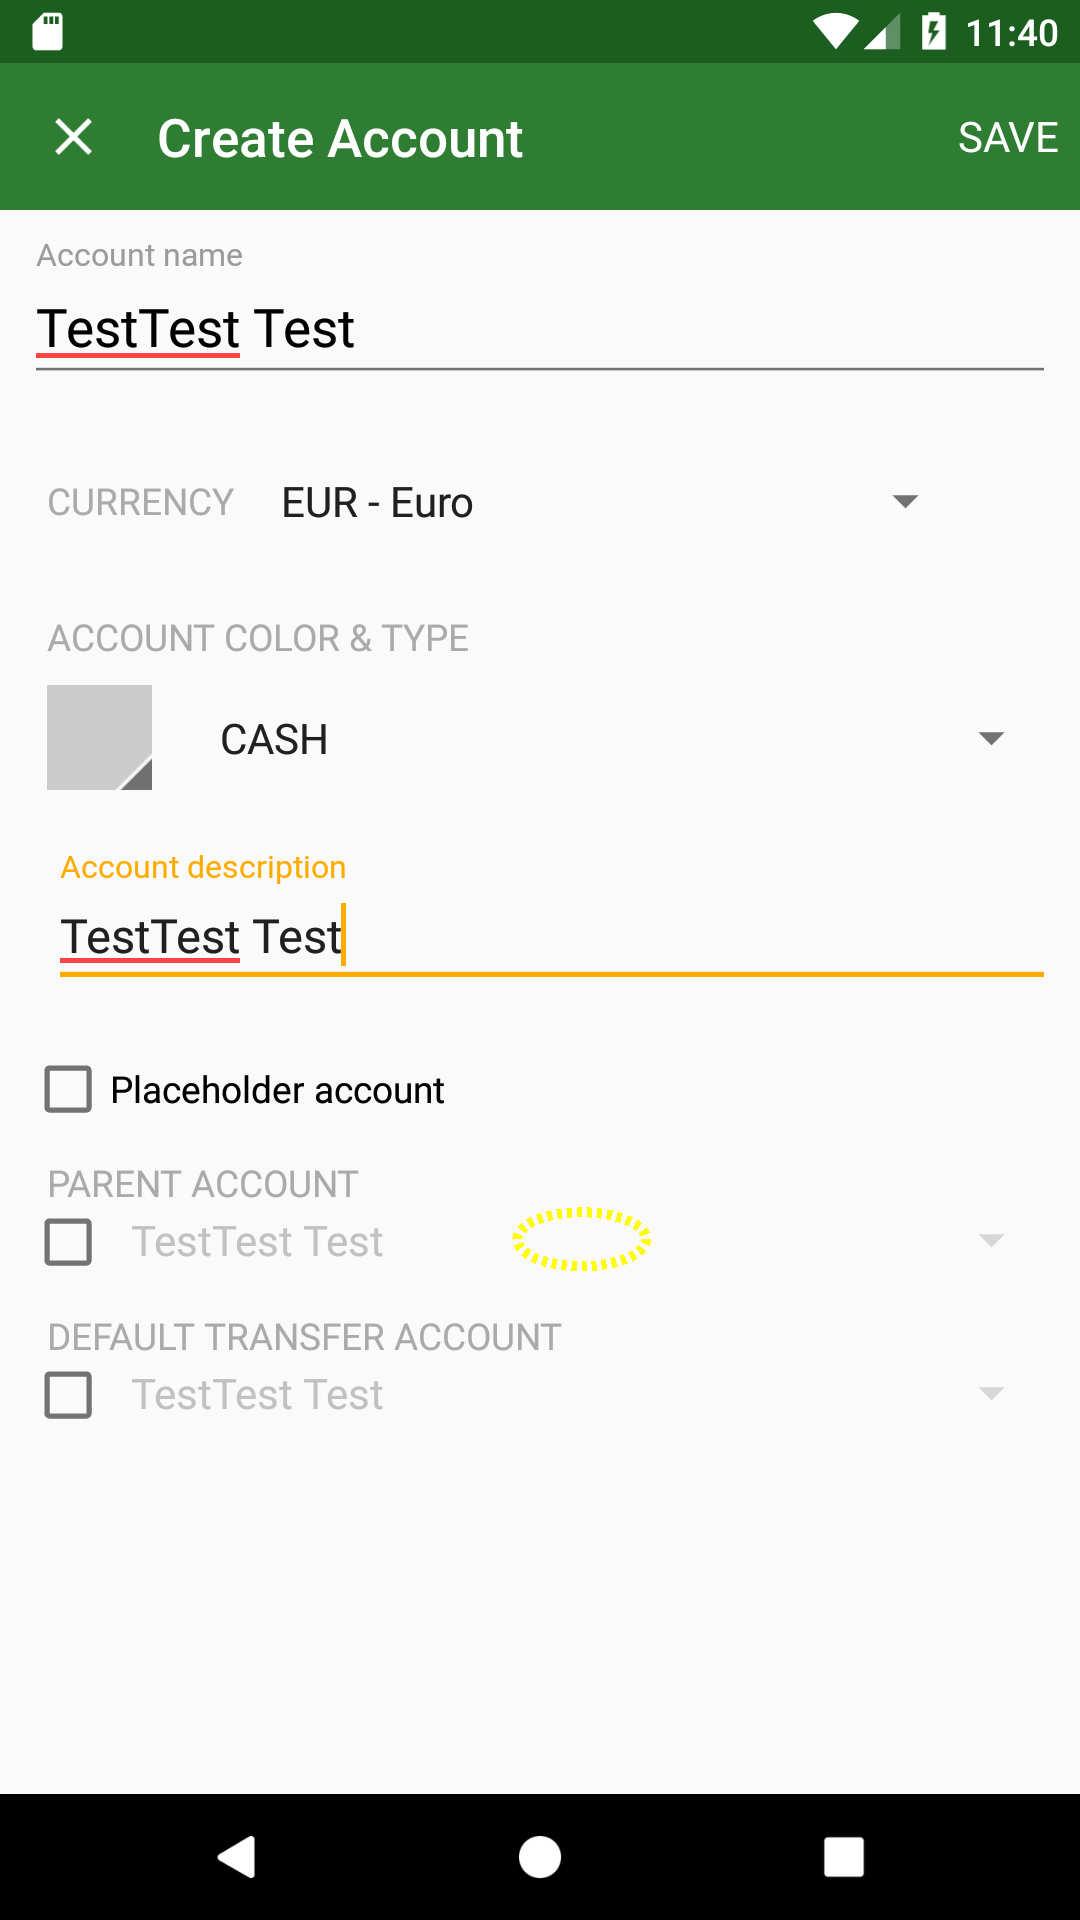 11:40
Create Account
SAVE
Account name
TestTest Test
CURRENCY EUR - Euro
ACCOUNT COLOR & TYPE
CASH
Account description
TestTest Test
Placeholder account
PARENT ACCOUNT
TestTest Test
DEFAULT TRANSFER ACCOUNT
TestTest Test